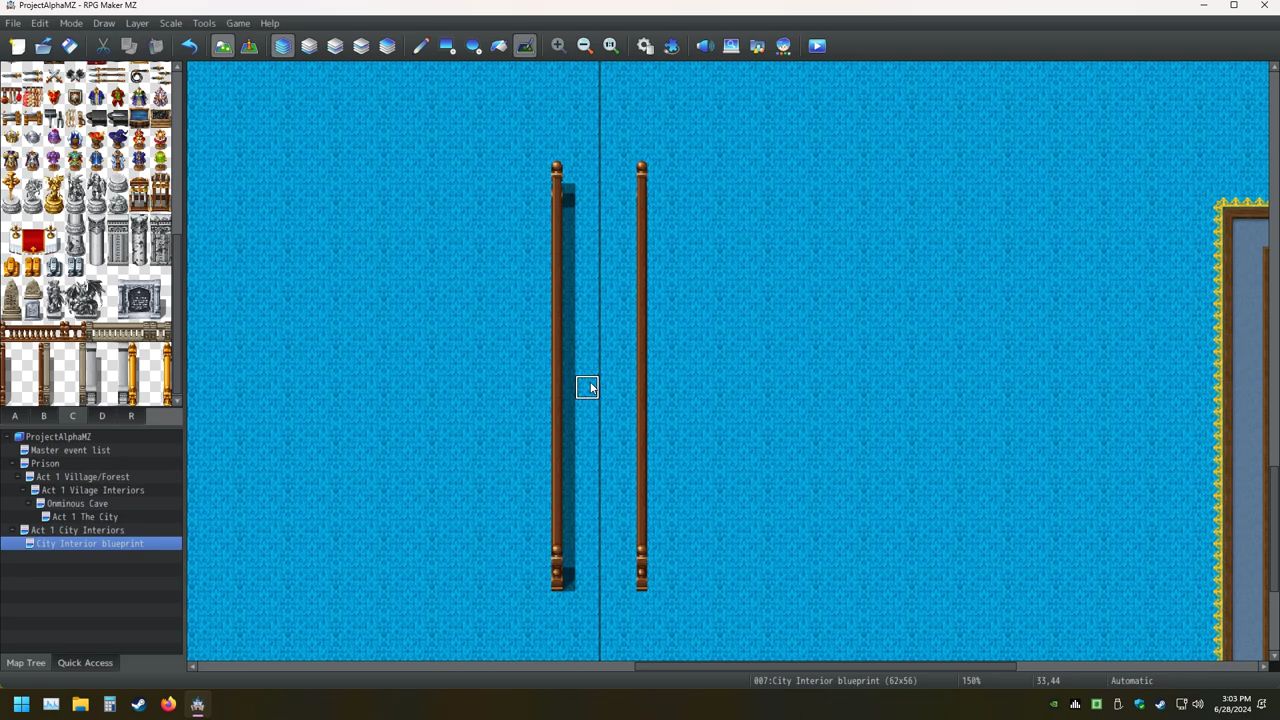 ProjectAlphaMZ - RPG Maker MZ
File Edit Mode Draw Layer Scale Tools Game Help
A B C D R
ProjectAlphaMZ
Master event list
Prison
Act 1 Village/Forest
Act 1 Vilage Interiors
Onminous Cave
Act 1 The City
Act 1 City Interiors
City Interior blueprint
Map Tree Quick Access
007:City Interior blueprint (62x56) 150% 33,44 Automatic
3:03 PM
6/28/2024